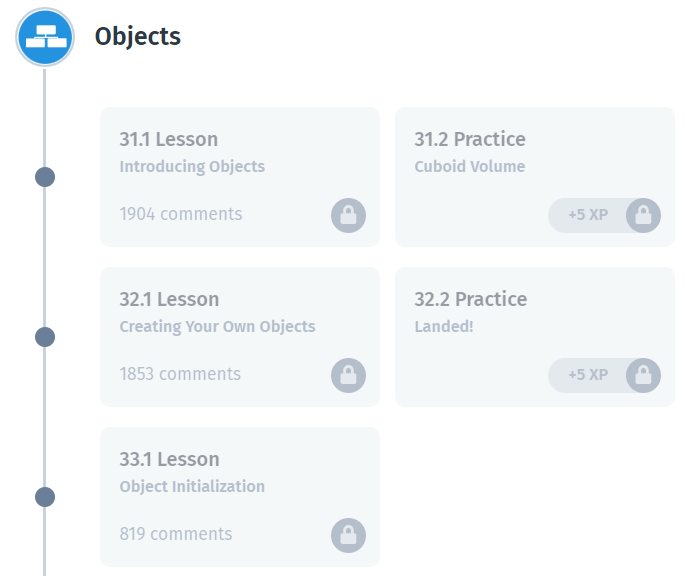 Objects
31.1 Lesson
Introducing Objects
1904 comments
31.2 Practice
Cuboid Volume
+5 XP
32.1 Lesson
Creating Your Own Objects
1853 comments
32.2 Practice
Landed!
+5 XP
33.1 Lesson
Object Initialization
819 comments